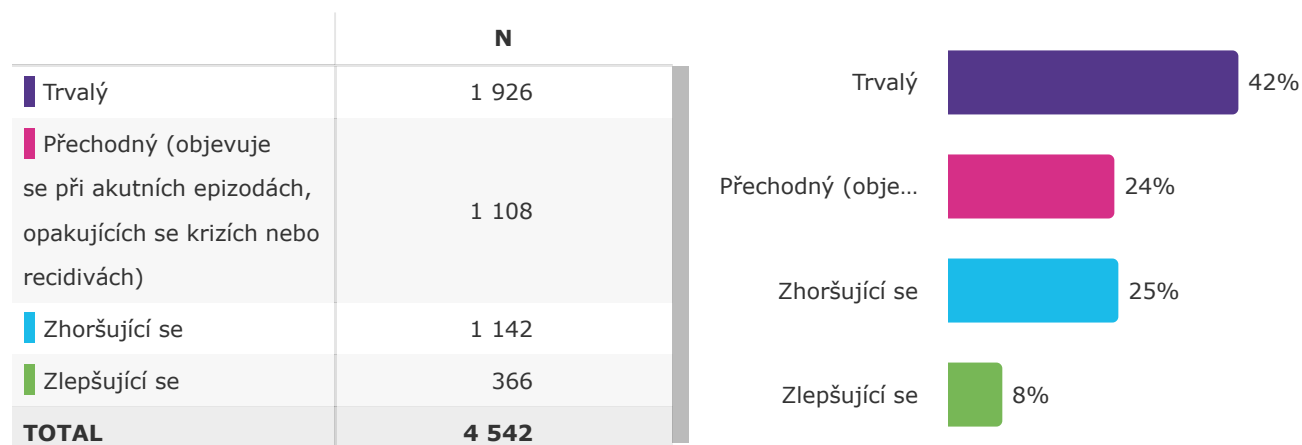 N
Trvalý 1 926
Přechodný (objevuje
se při akutních epizodách,
opakujících se krizích nebo
recidivách)
1 108
Zhoršující se 1 142
Zlepšující se 366
TOTAL 4 542
Trvalý 42%
Přechodný (obje... 24%
Zhoršující se 25%
Zlepšující se 8%